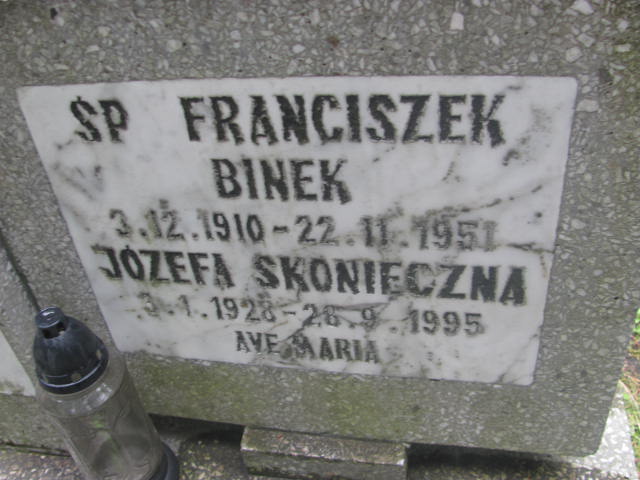 ŚP FRANCISZEK
BINEK
3.12.1910-22.11.1951
JÓZEFA SKONIECZNA
3.1.1928-28.9.1995
AVE MARIA